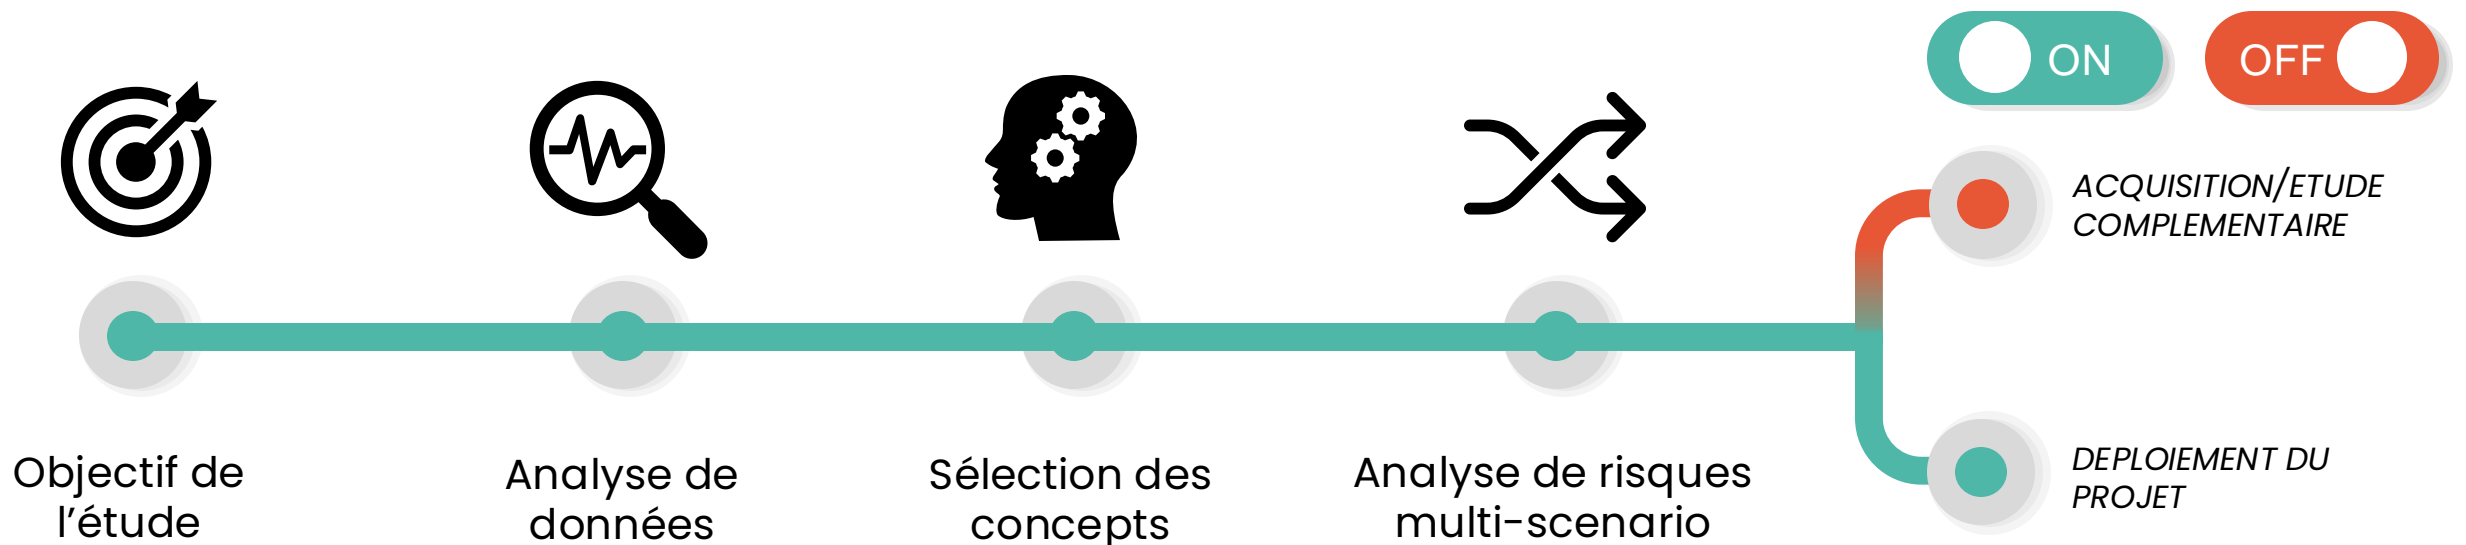 ON
OFF
ACQUISITION/ETUDE
COMPLEMENTAIRE
Objectif de
l’étude
Analyse de
données
Sélection des
concepts
Analyse de risques
multi-scenario
DEPLOIEMENT DU
PROJET